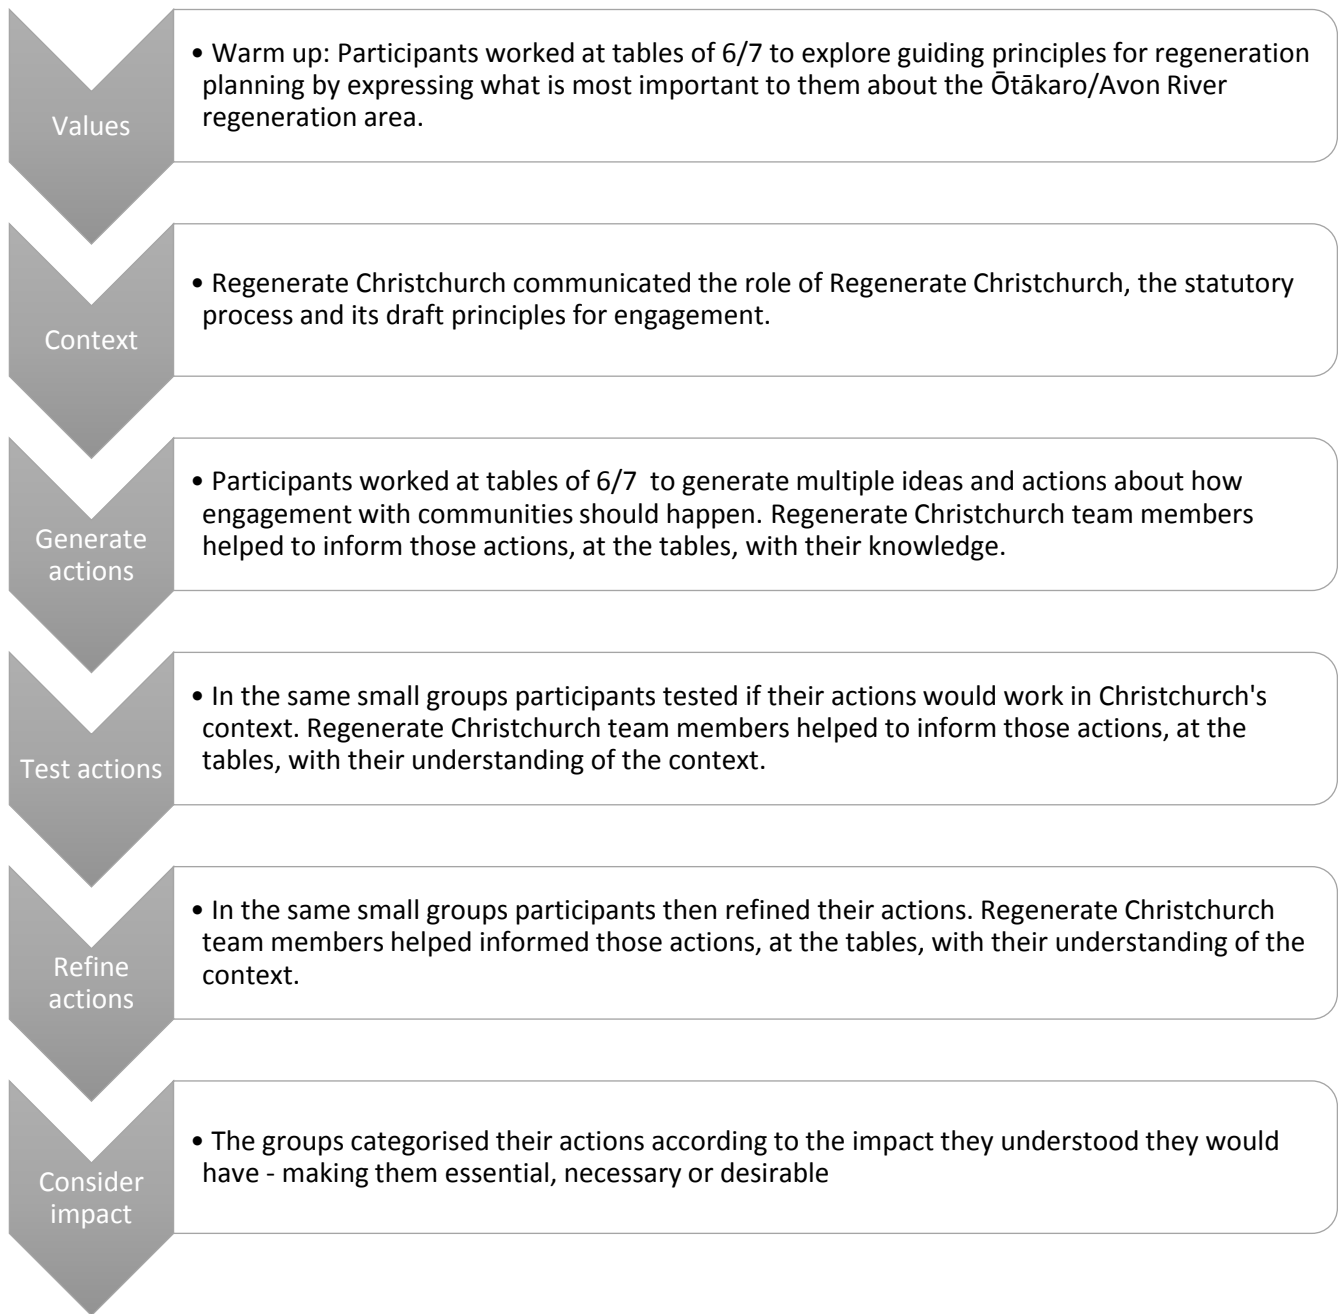 Values
• Warm up: Participants worked at tables of 6/7 to explore guiding principles for regeneration
planning by expressing what is most important to them about the Ōtākaro/Avon River
regeneration area.
Context
• Regenerate Christchurch communicated the role of Regenerate Christchurch, the statutory
process and its draft principles for engagement.
Generate
actions
• Participants worked at tables of 6/7 to generate multiple ideas and actions about how
engagement with communities should happen. Regenerate Christchurch team members
helped to inform those actions, at the tables, with their knowledge.
Test actions
• In the same small groups participants tested if their actions would work in Christchurch's
context. Regenerate Christchurch team members helped to inform those actions, at the
tables, with their understanding of the context.
Refine
actions
• In the same small groups participants then refined their actions. Regenerate Christchurch
team members helped informed those actions, at the tables, with their understanding of the
context.
Consider
impact
• The groups categorised their actions according to the impact they understood they would
have - making them essential, necessary or desirable